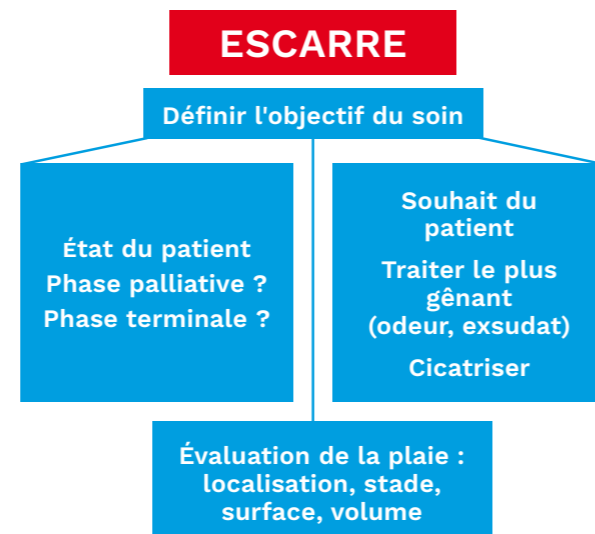 ESCARRE
Définir l'objectif du soin
État du patient
Phase palliative ?
Phase terminale ?
Souhait du
patient
Traiter le plus
gênant
(odeur, exsudat)
Cicatriser
Évaluation de la plaie :
localisation, stade,
surface, volume